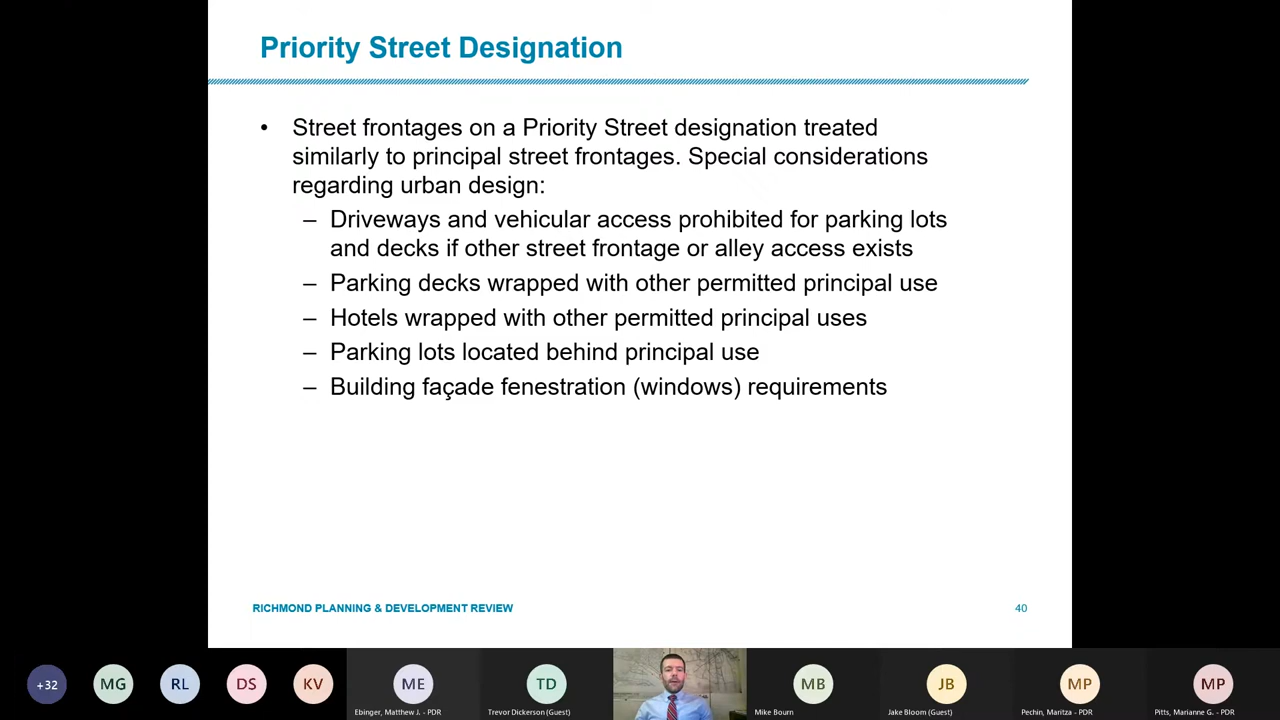 Priority Street Designation
• Street frontages on a Priority Street designation treated
similarly to principal street frontages. Special considerations
regarding urban design:
– Driveways and vehicular access prohibited for parking lots
and decks if other street frontage or alley access exists
– Parking decks wrapped with other permitted principal use
– Hotels wrapped with other permitted principal uses
– Parking lots located behind principal use
– Building façade fenestration (windows) requirements
RICHMOND PLANNING & DEVELOPMENT REVIEW
40
+32
MG
RL
DS
KV
ME
Ebinger, Matthew J. - PDR
TD
Trevor Dickerson (Guest)
MB
Mike Bourn
JB
Jake Bloom (Guest)
MP
Pechin, Maritza - PDR
MP
Pitts, Marianne G. - PDR